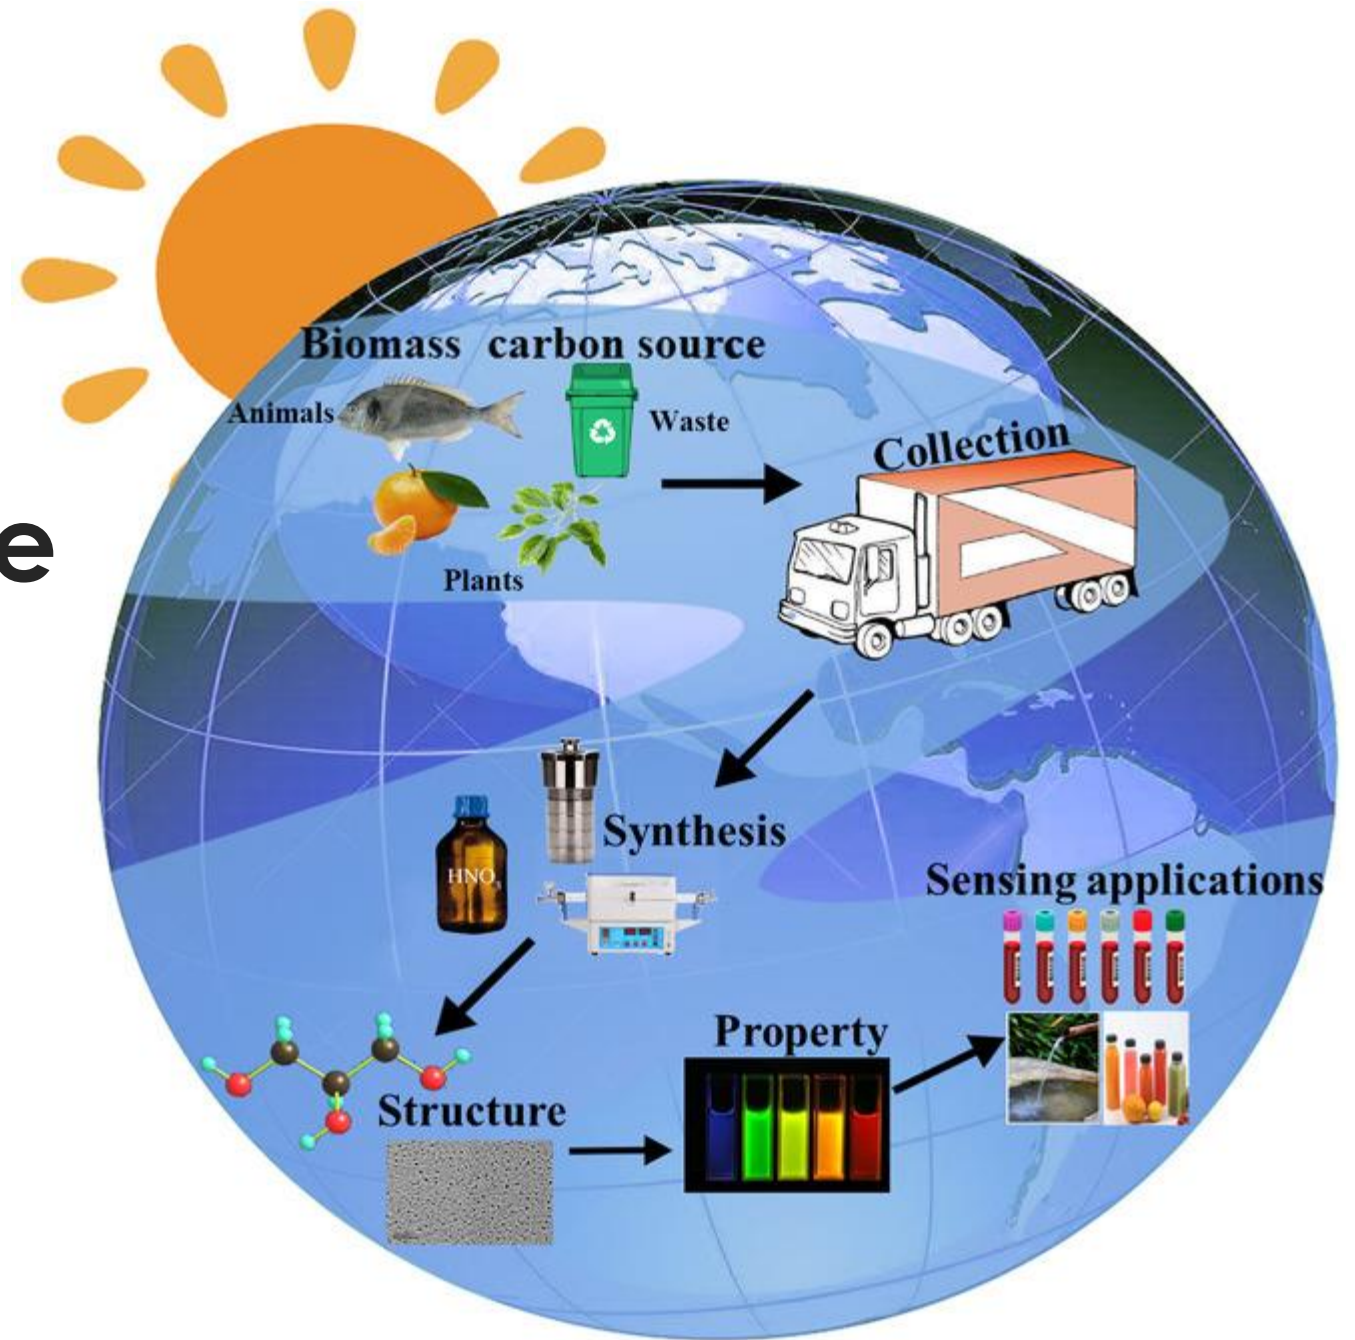 Biomass carbon source
Animals
Waste
Collection
e
Plants
Synthesis
HNO3
Sensing applications
Property
Structure